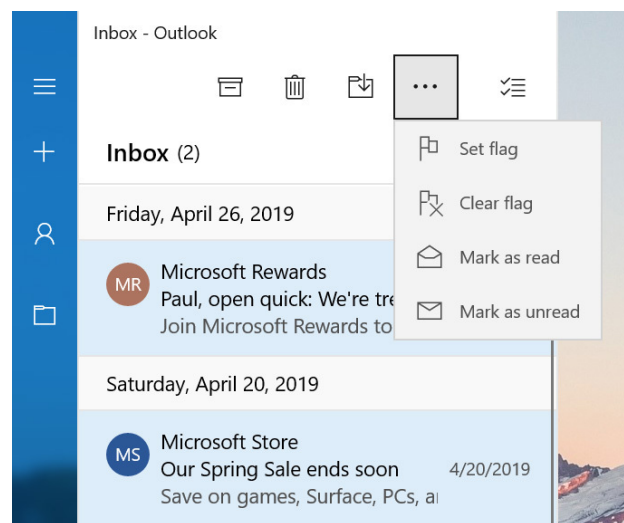 Inbox - Outlook
Inbox (2)
Set flag
Clear flag
Mark as read
Mark as unread
Friday, April 26, 2019
MR
Microsoft Rewards
Paul, open quick: We're tre
Join Microsoft Rewards to
Saturday, April 20, 2019
MS
Microsoft Store
Our Spring Sale ends soon 4/20/2019
Save on games, Surface, PCs, a